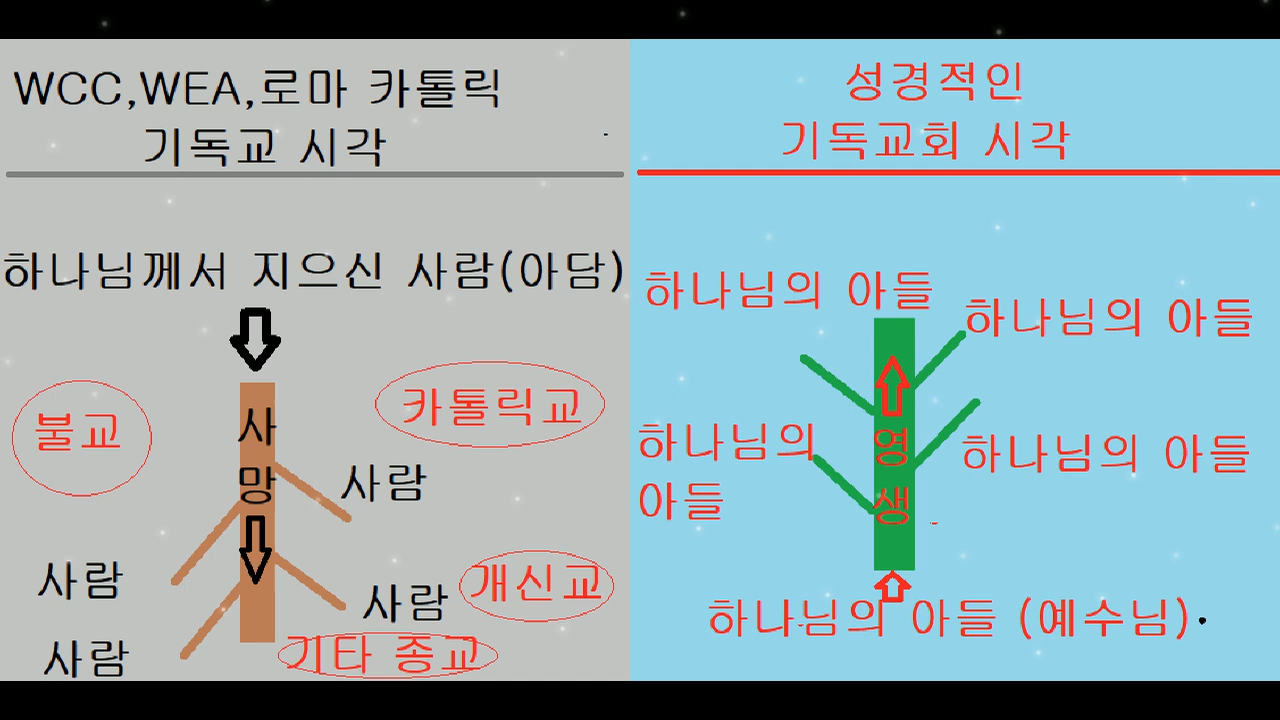 WCC,WEA,로마 카톨릭
기독교 시각
하나님께서 지으신 사람(아담)
불교
카톨릭교
사
망
사람
사람
개신교
사람
사람
기타 종교
성경적인
기독교회 시각
하나님의 아들
하나님의 아들
하나님의
아들
영
생
하나님의 아들
하나님의 아들 (예수님)